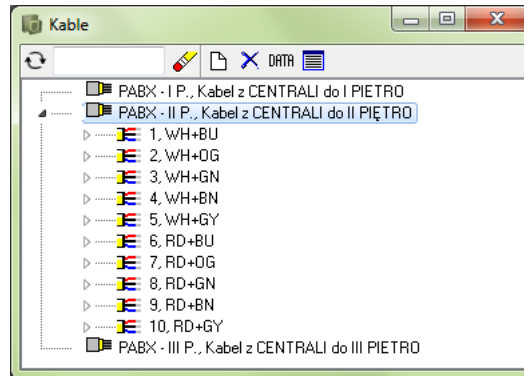 Kable
DATA
PABX - I P., Kabel z CENTRALI do I PIETRO
PABX - II P., Kabel z CENTRALI do II PIĘTRO
1, WH+BU
2, WH+OG
3, WH+GN
4, WH+BN
5, WH+GY
6, RD+BU
7, RD+OG
8, RD+GN
9, RD+BN
10, RD+GY
PABX - III P., Kabel z CENTRALI do III PIETRO